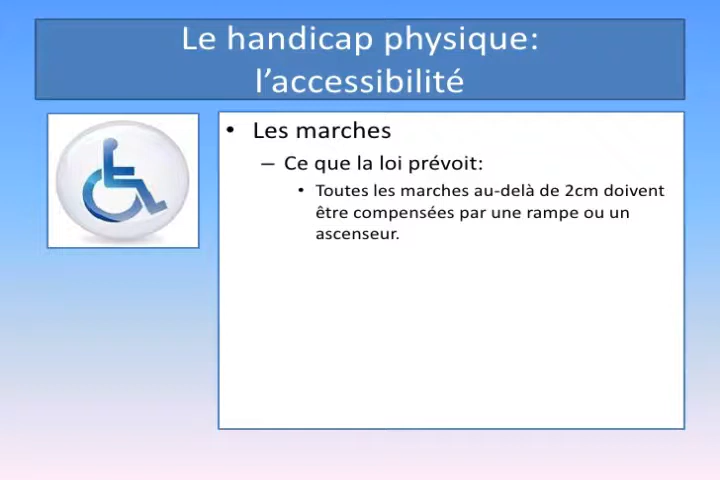 Le handicap physique:
l’accessibilité
• Les marches
– Ce que la loi prévoit:
• Toutes les marches au-delà de 2cm doivent
être compensées par une rampe ou un
ascenseur.